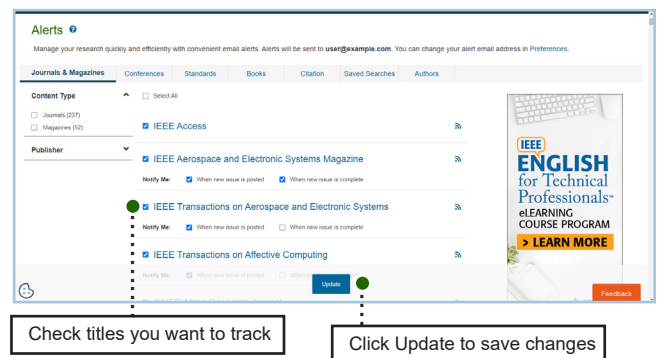 Alerts
Manage your research quickly and efficiently with convenient email alerts. Alerts will be sent to user@example.com. You can change your alert email address in Preferences.
Journals & Magazines Conferences Standards Books Citation Saved Searches Authors
Content Type
Journals (237)
Magazines (52)
Publisher
Select All
IEEE Access
IEEE Aerospace and Electronic Systems Magazine
Notify Me: When new issue is posted When new issue is complete
IEEE Transactions on Aerospace and Electronic Systems
Notify Me: When new issue is posted When new issue is complete
IEEE Transactions on Affective Computing
Notify Me: When new issue is posted
Update
IEEE
ENGLISH
for Technical
Professionals℠
eLEARNING
COURSE PROGRAM
> LEARN MORE
Feedback
Check titles you want to track
Click Update to save changes